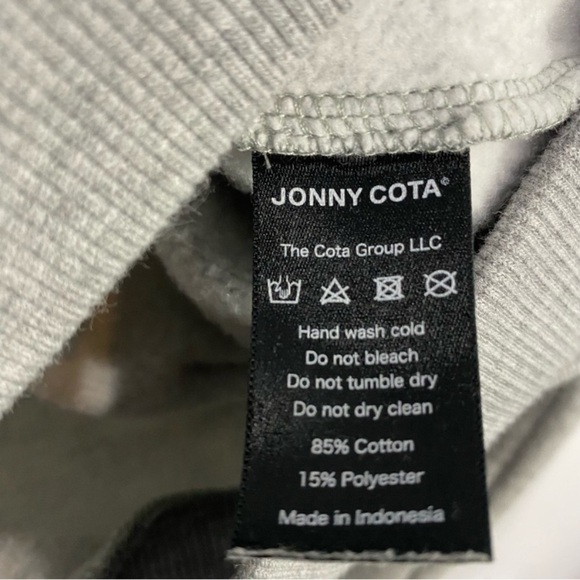 JONNY COTA®
The Cota Group LLC
Hand wash cold
Do not bleach
Do not tumble dry
Do not dry clean
85% Cotton
15% Polyester
Made in Indonesia